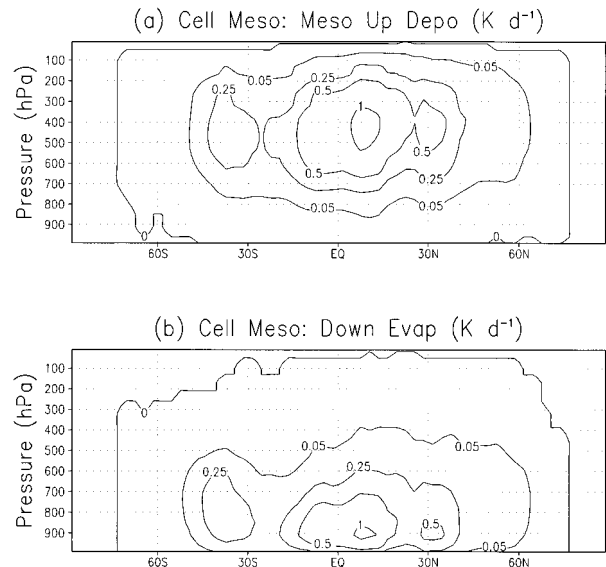 (a) Cell Meso: Meso Up Depo (K d⁻¹)
Pressure (hPa)
100
200
300
400
500
600
700
800
900
0.05
0.05
0.25
0.25
0.5
1
0.5
0.5
0.25
0.05
0.05
0
0
60S
30S
EQ
30N
60N
(b) Cell Meso: Down Evap (K d⁻¹)
Pressure (hPa)
100
200
300
400
500
600
700
800
900
0
0.05
0.05
0.25
0.25
1
0.5
0.5
0.05
60S
30S
EQ
30N
60N